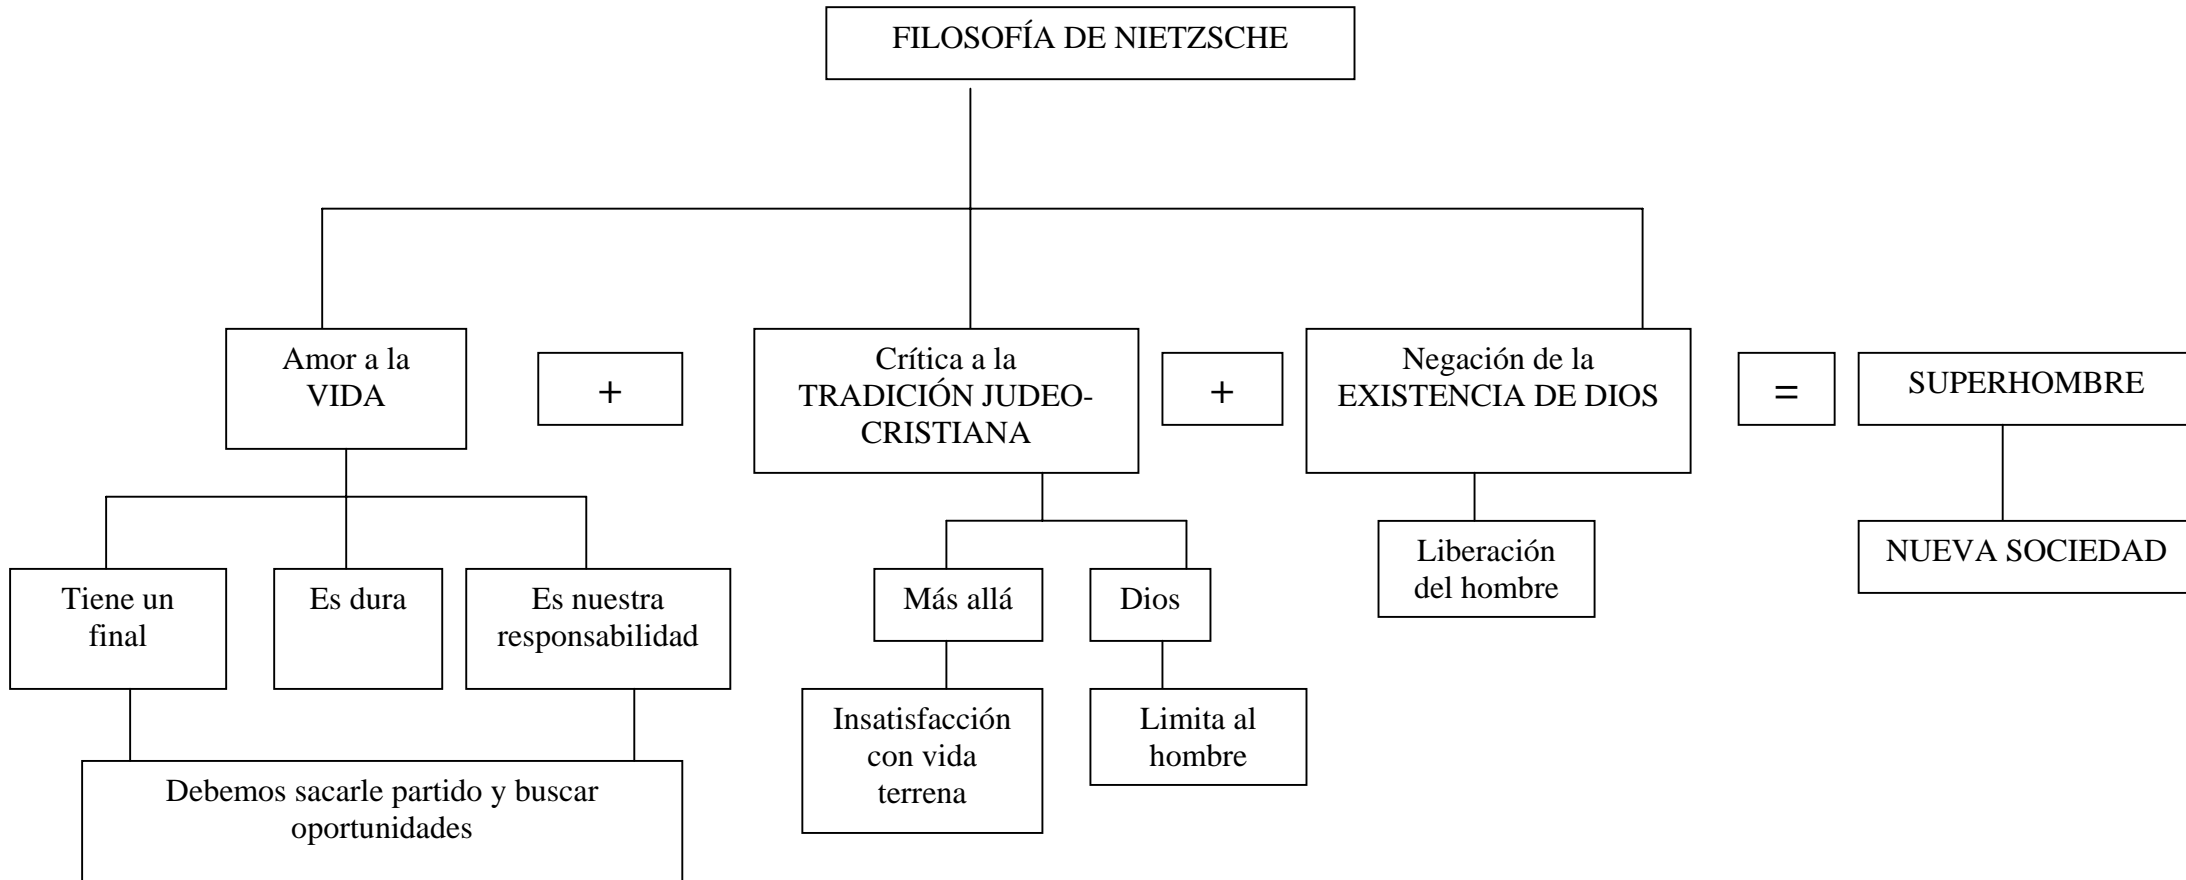 FILOSOFÍA DE NIETZSCHE
Amor a la
VIDA
+
Crítica a la
TRADICIÓN JUDEO-
CRISTIANA
+
Negación de la
EXISTENCIA DE DIOS
=
SUPERHOMBRE
NUEVA SOCIEDAD
Tiene un
final
Es dura
Es nuestra
responsabilidad
Más allá
Dios
Liberación
del hombre
Insatisfacción
con vida
terrena
Limita al
hombre
Debemos sacarle partido y buscar
oportunidades